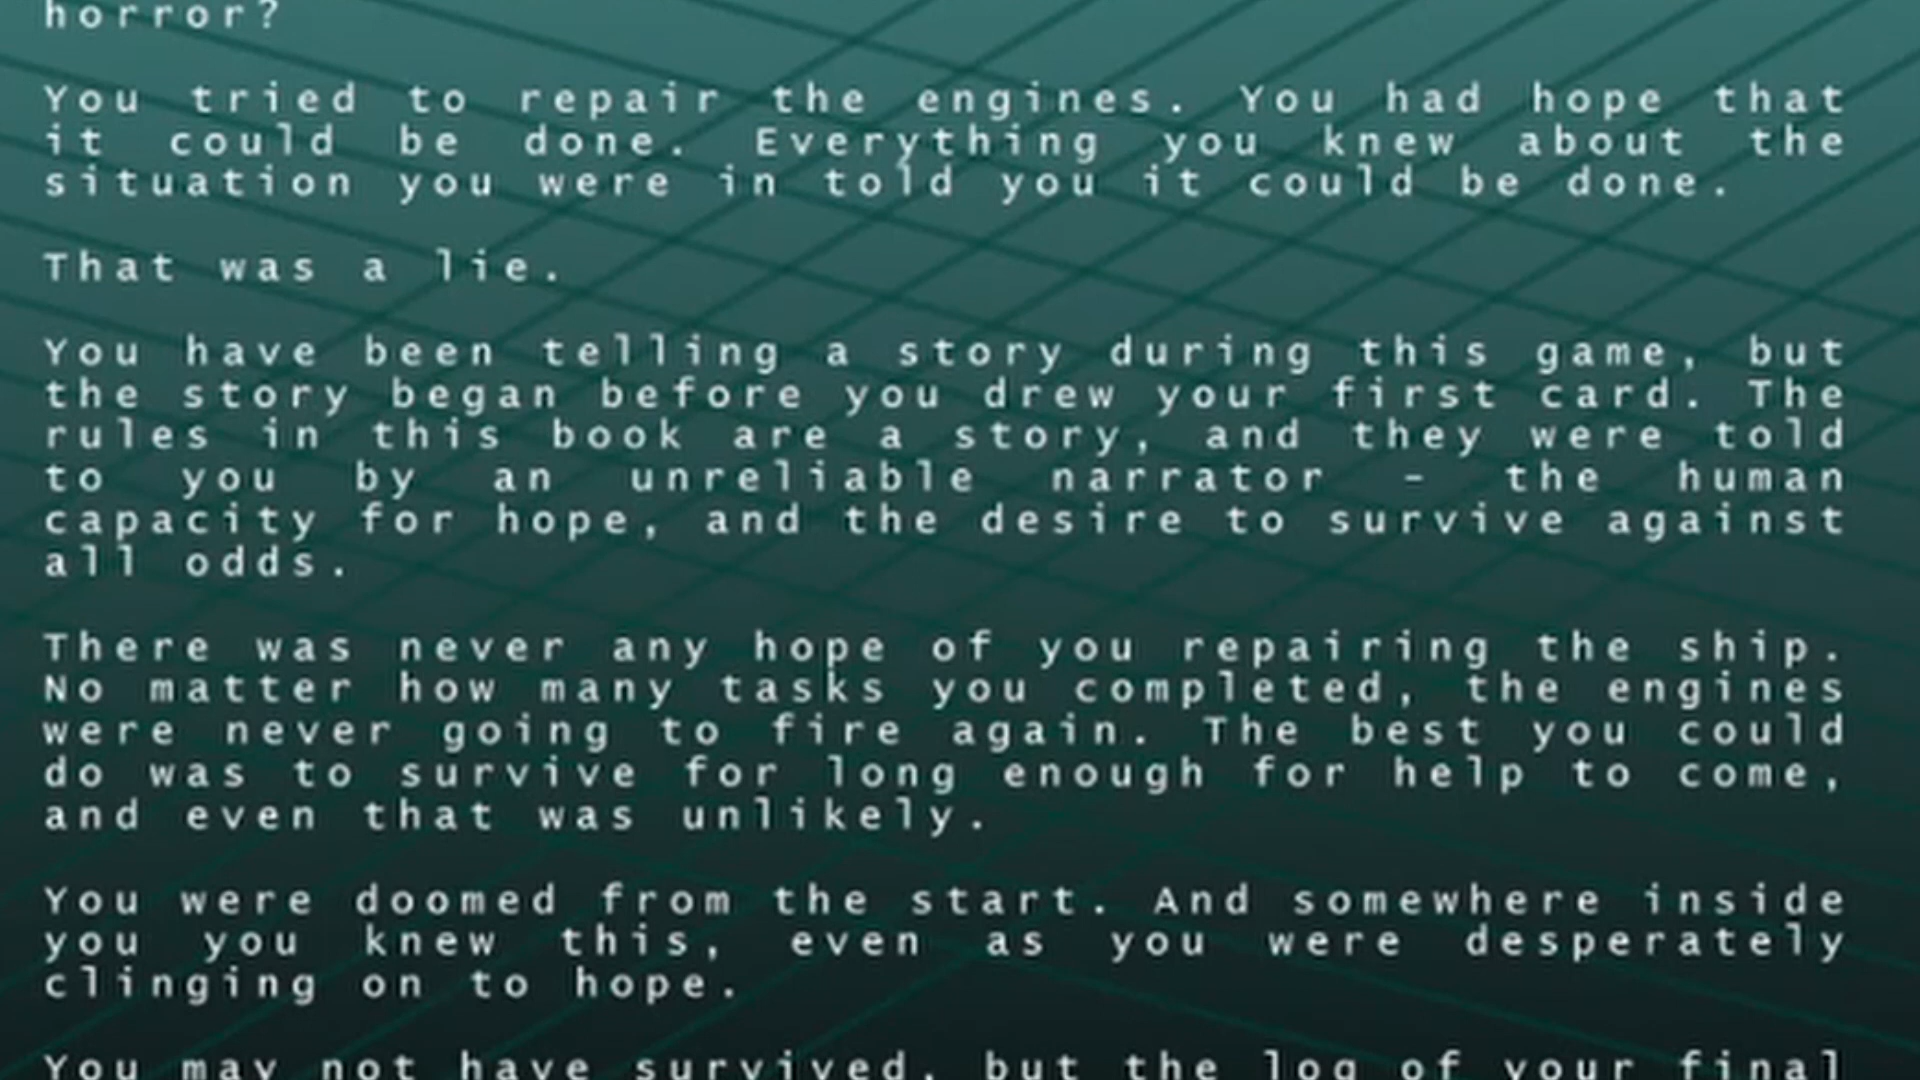 horror?
You tried to repair the engines. You had hope that
it could be done. Everything you knew about the
situation you were in told you it could be done.
That was a lie.
You have been telling a story during this game, but
the story began before you drew your first card. The
rules in this book are a story, and they were told
to you by an unreliable narrator - the human
capacity for hope, and the desire to survive against
all odds.
There was never any hope of you repairing the ship.
No matter how many tasks you completed, the engines
were never going to fire again. The best you could
do was to survive for long enough for help to come,
and even that was unlikely.
You were doomed from the start. And somewhere inside
you you knew this, even as you were desperately
clinging on to hope.
You may not have survived, but the log of your final